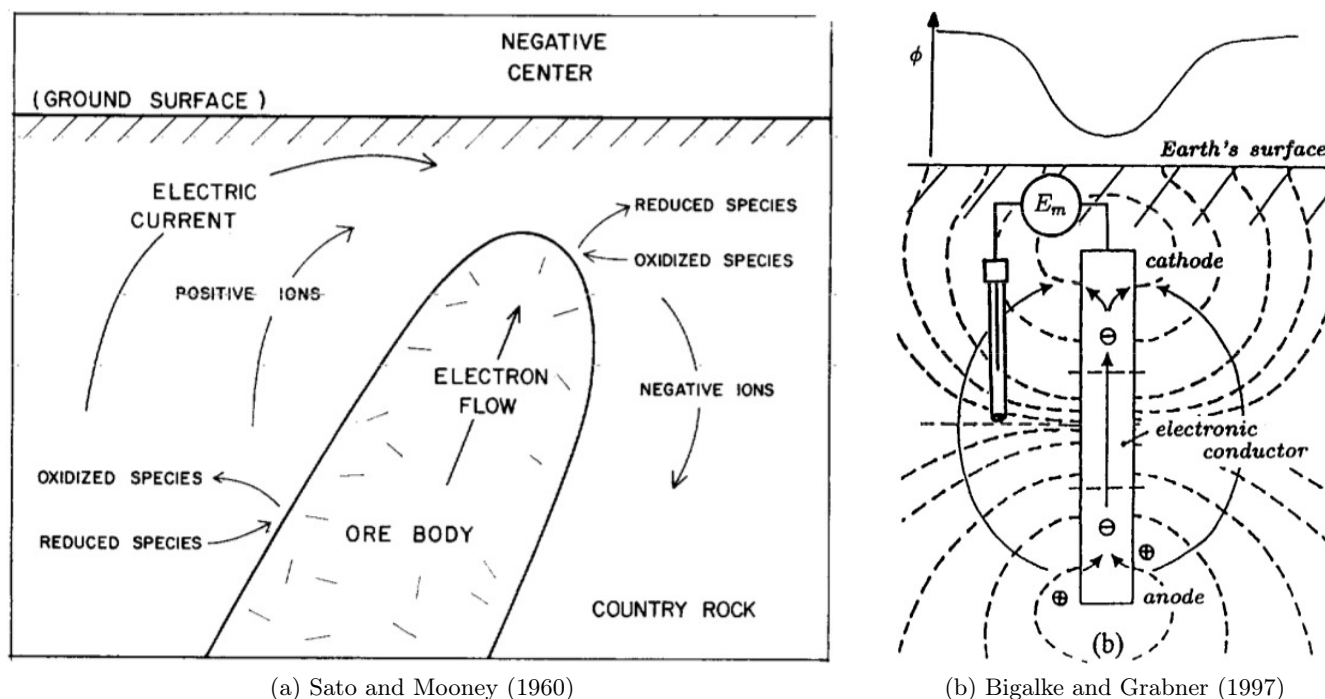 NEGATIVE
CENTER
(GROUND SURFACE)
ELECTRIC
CURRENT
REDUCED SPECIES
OXIDIZED SPECIES
POSITIVE IONS
ELECTRON
FLOW
NEGATIVE IONS
OXIDIZED SPECIES
REDUCED SPECIES
ORE BODY
COUNTRY ROCK
(a) Sato and Mooney (1960)
ϕ
Earth's surface
Eₘ
cathode
⊖
electronic
conductor
⊖
⊕
⊕
anode
(b)
(b) Bigalke and Grabner (1997)